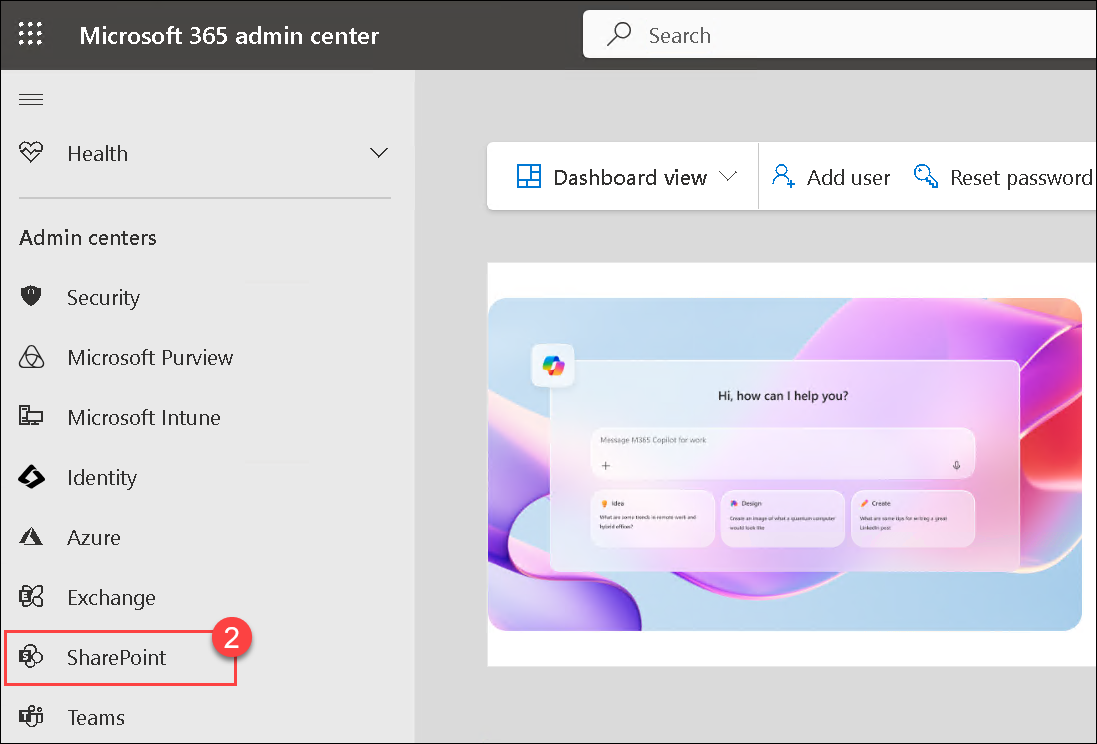 Microsoft 365 admin center
Search
Health
Admin centers
Security
Microsoft Purview
Microsoft Intune
Identity
Azure
Exchange
SharePoint
2
Teams
Dashboard view
Add user
Reset password
Hi, how can I help you?
Message M365 Copilot for work
Idea
What are some trends in remote work and
hybrid offices?
Design
Create an image of what a quantum computer
would look like
Create
What are some tips for writing a great
LinkedIn post